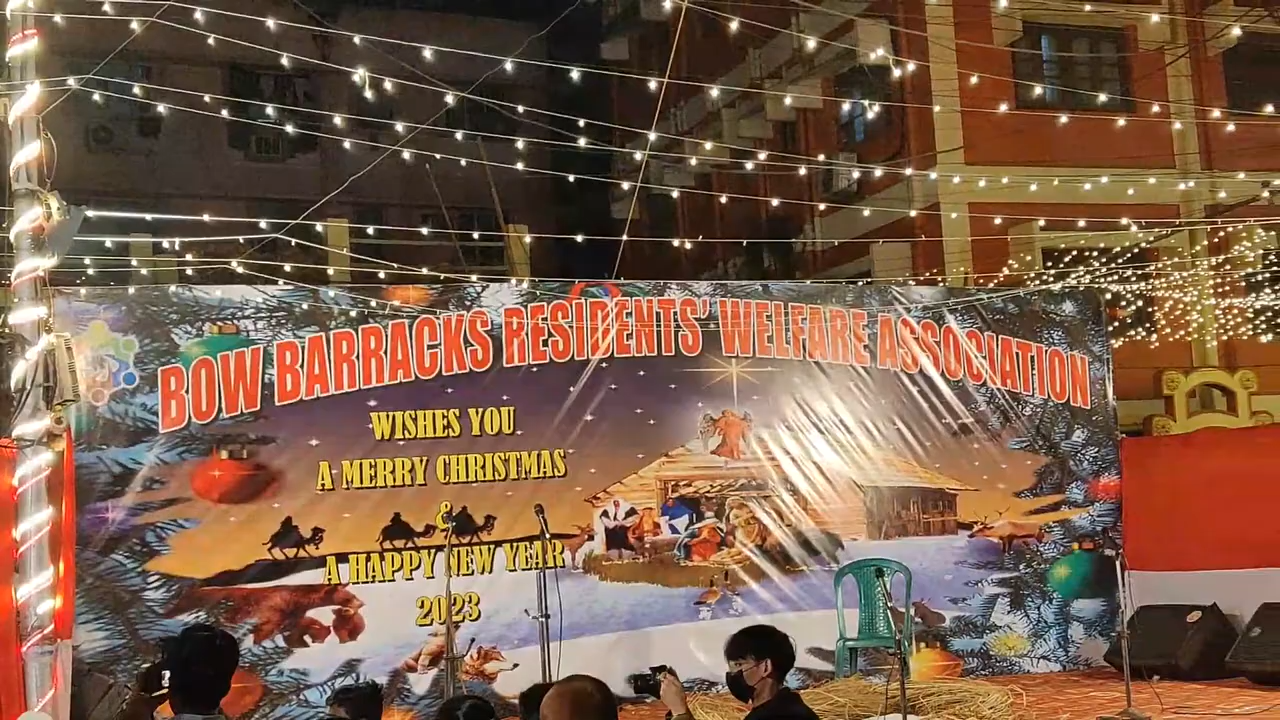 BOW BARRACKS RESIDENTS' WELFARE ASSOCIATION
WISHES YOU
A MERRY CHRISTMAS
&
A HAPPY NEW YEAR
2023